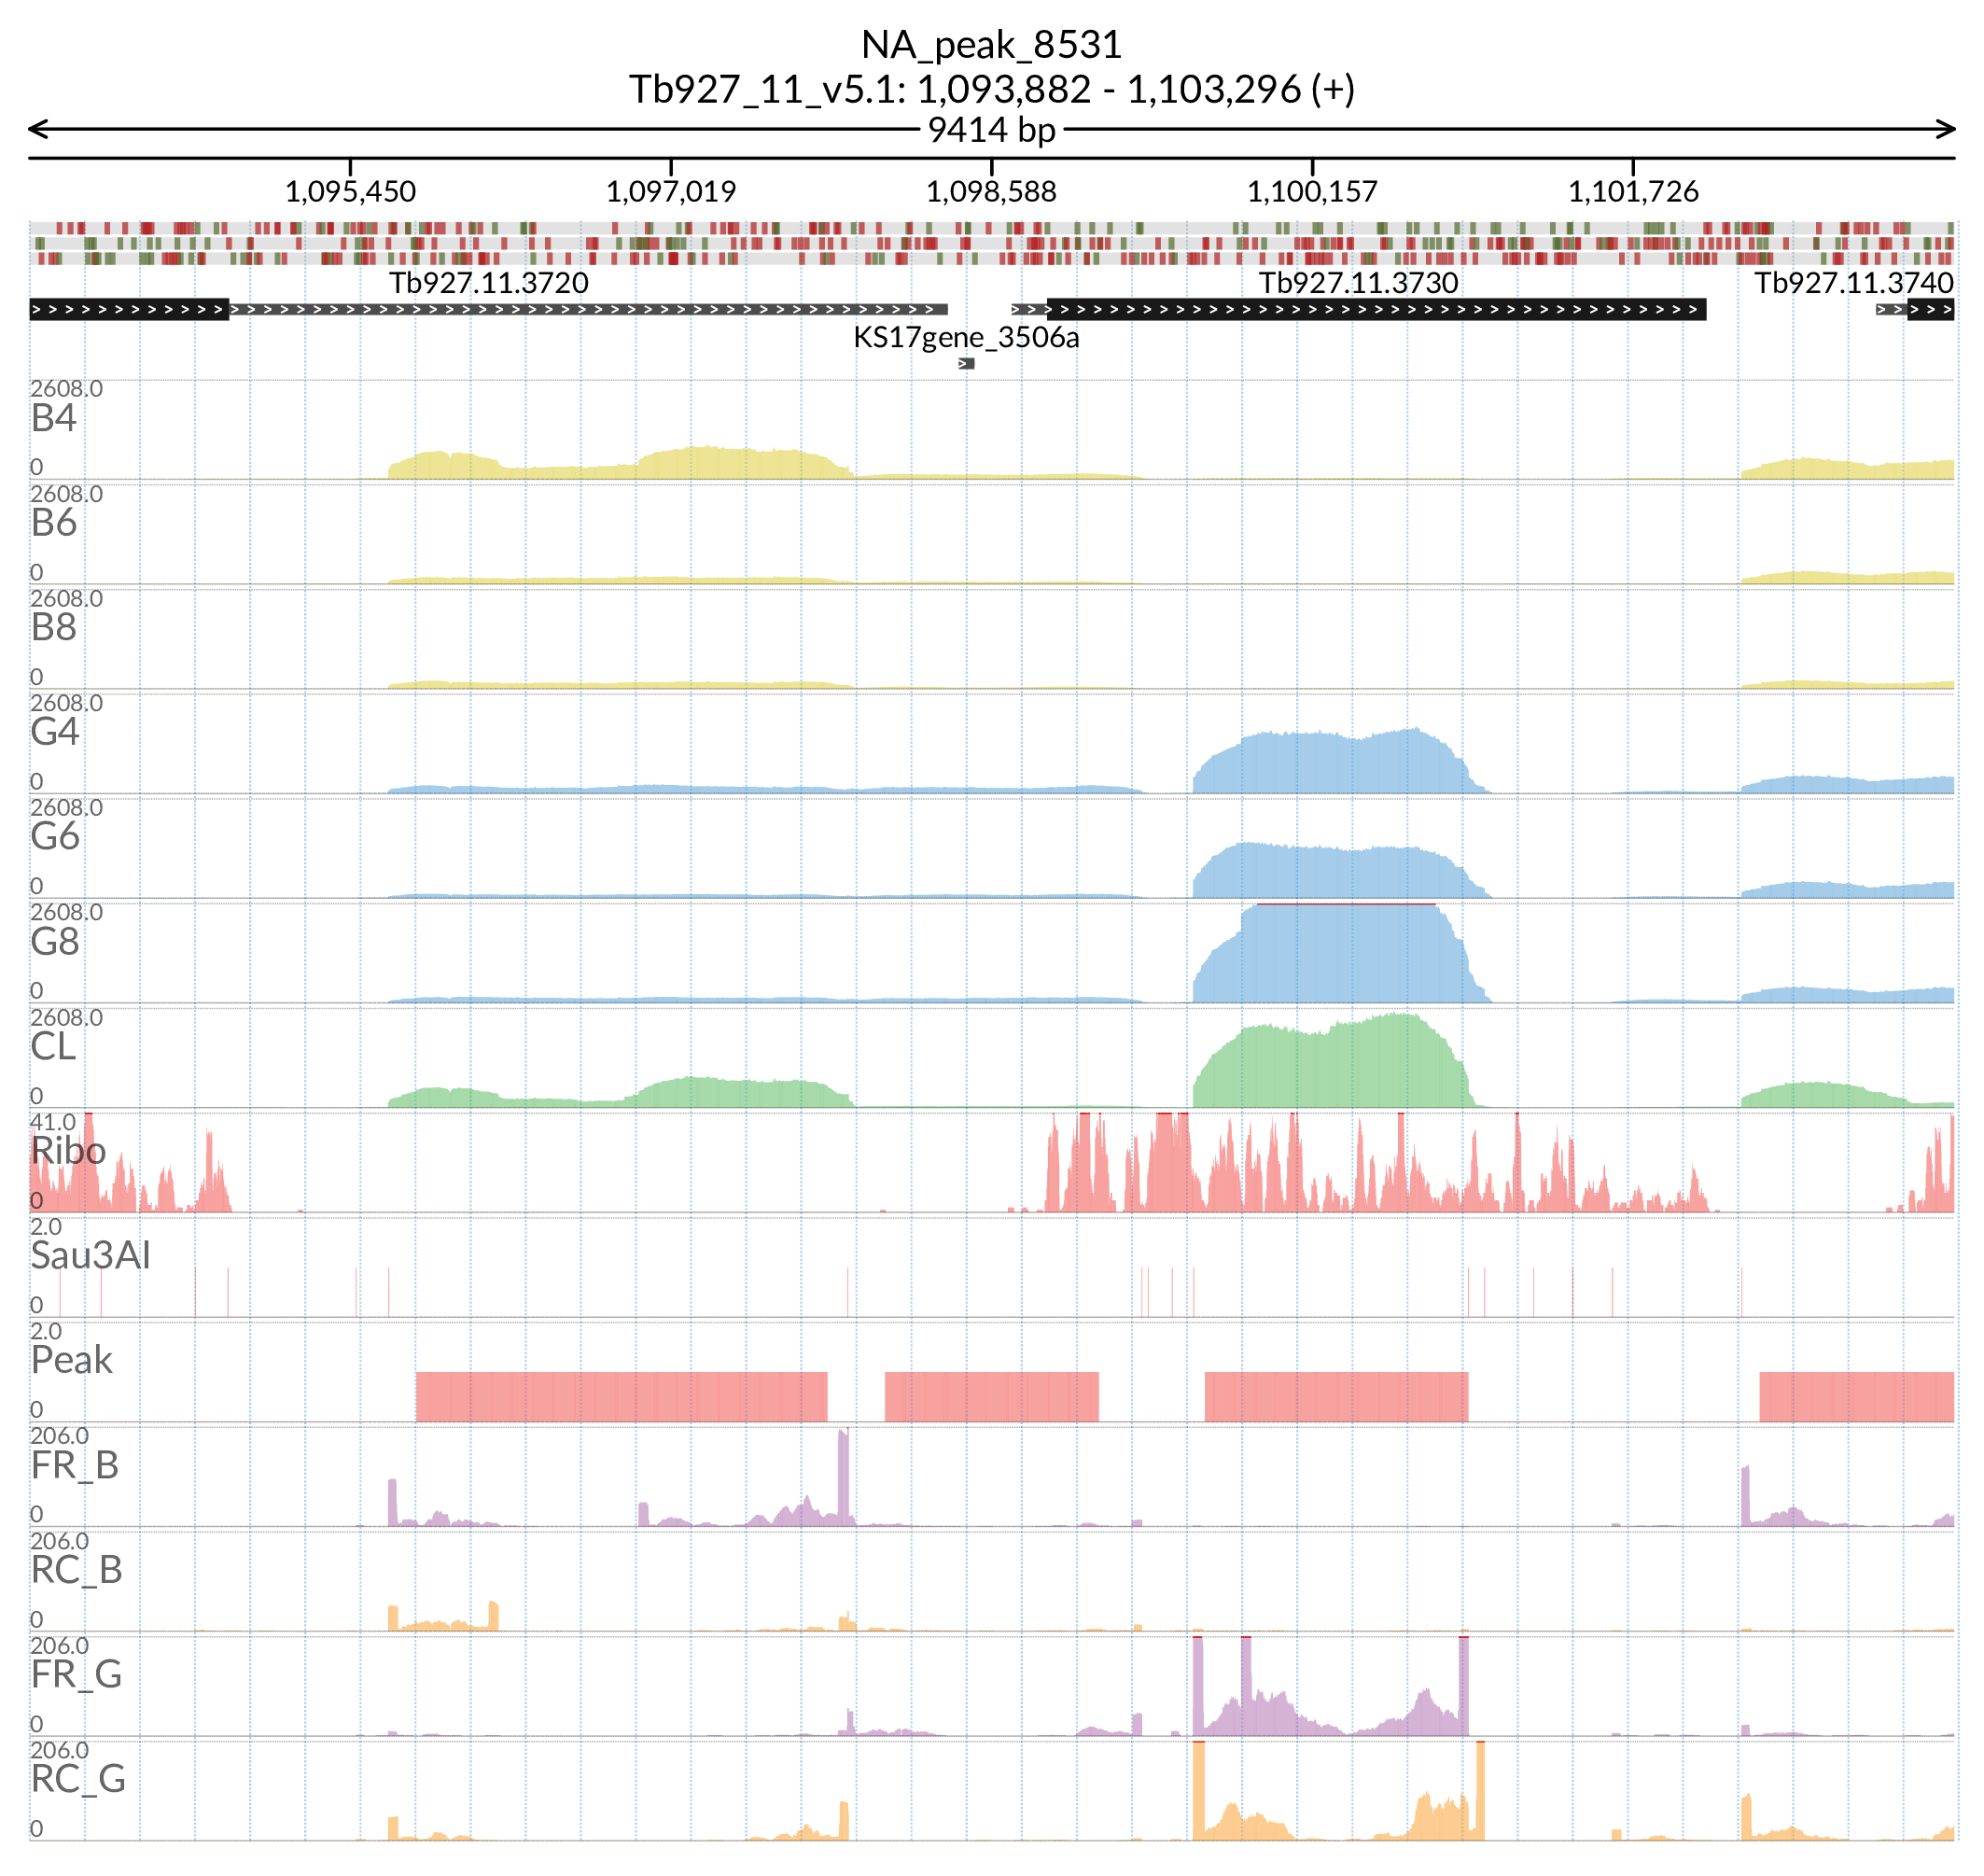 NA_peak_8531
Tb927_11_v5.1: 1,093,882 - 1,103,296 (+)
9414 bp
1,095,450 1,097,019 1,098,588 1,100,157 1,101,726
Tb927.11.3720 Tb927.11.3730 Tb927.11.3740
KS17gene_3506a
2608.0
B4
0
2608.0
B6
0
2608.0
B8
0
2608.0
G4
0
2608.0
G6
0
2608.0
G8
0
2608.0
CL
0
41.0
Ribo
0
2.0
Sau3AI
0
2.0
Peak
0
206.0
FR_B
0
206.0
RC_B
0
206.0
FR_G
0
206.0
RC_G
0